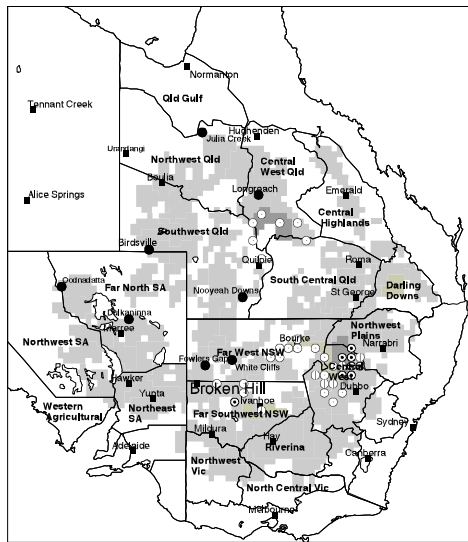 Normanton
Qld Gulf
Tennant Creek
Julia Creek
Hughenden
Urandangi
Northwest Qld
Central
West Qld
Boulia
Longreach
Emerald
Alice Springs
Central
Highlands
Southwest Qld
Birdsville
Quilpie
Roma
South Central Qld
Oodnadatta
Far North SA
Nooyeah Downs
St George
Darling
Downs
Dulkaninna
Marree
Northwest
Plains
Northwest SA
Bourke
Narrabri
Fowlers Gap
Far West NSW
White Cliffs
Central
West
Hawker
Broken Hill
Dubbo
Yunta
Ivanhoe
Western
Agricultural
Northeast
SA
Far Southwest NSW
Sydney
Mildura
Hay
Adelaide
Riverina
Canberra
Northwest
Vic
North Central Vic
Melbourne